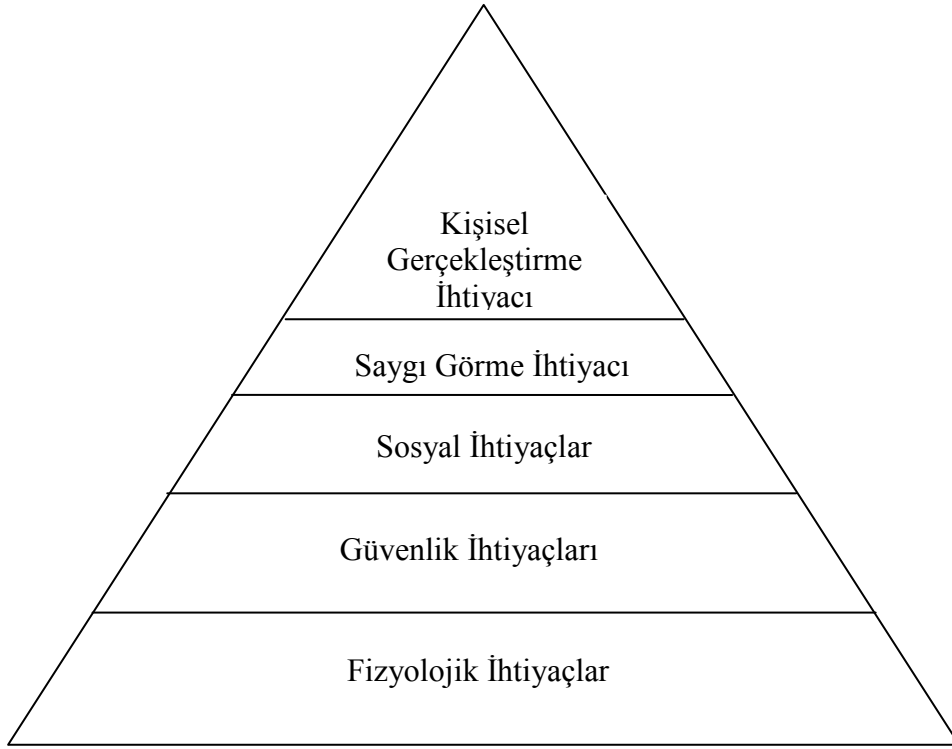 Kişisel
Gerçekleştirme
İhtiyacı
Saygı Görme İhtiyacı
Sosyal İhtiyaçlar
Güvenlik İhtiyaçları
Fizyolojik İhtiyaçlar